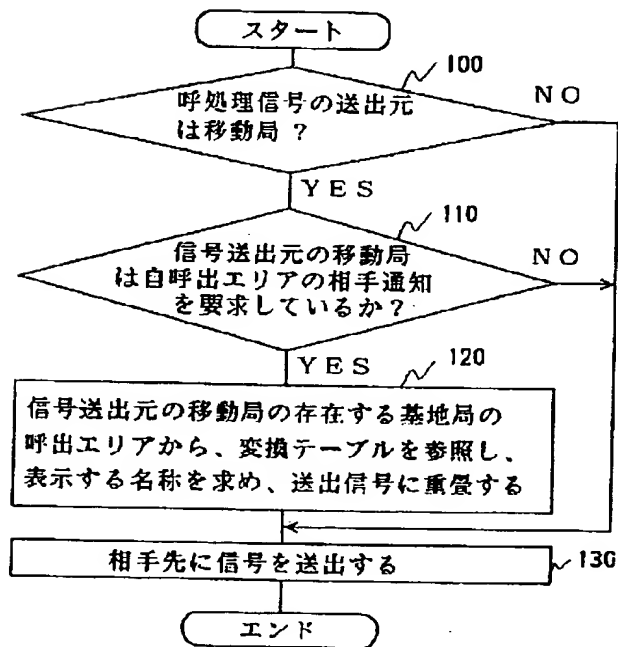 スタート
100
呼処理信号の送出元
は移動局?
NO
YES
110
信号送出元の移動局
は自呼出エリアの相手通知
を要求しているか?
NO
YES
120
信号送出元の移動局の存在する基地局の
呼出エリアから、変換テーブルを参照し、
表示する名称を求め、送出信号に重畳する
相手先に信号を送出する
130
エンド